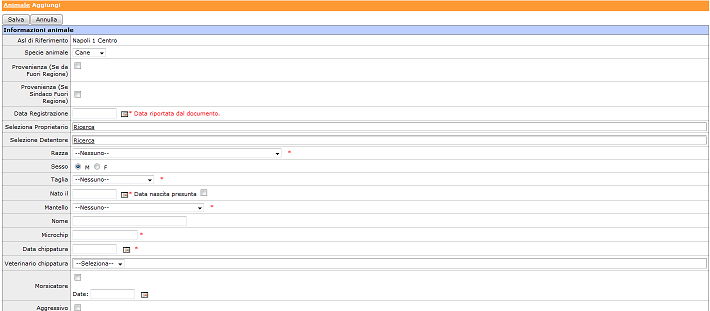 Animale Aggiungi
Salva Annulla
Informazioni animale
Asl di Riferimento Napoli 1 Centro
Specie animale Cane
Provenienza (Se da
Fuori Ragione)
Provenienza (Se
Sindaco Fuori
Ragione)
Data Registrazione * Data riportata dal documento.
Seleziona Proprietario Ricerca
Selezione Detentore Ricerca
Razza --Nessuno-- *
Sesso M F
Taglia --Nessuno-- *
Nato il * Data nascita presunta
Mantello --Nessuno-- *
Nome
Microchip *
Data chippatura *
Veterinario chippatura --Seleziona--
Morsicatore
Date:
Aggressivo